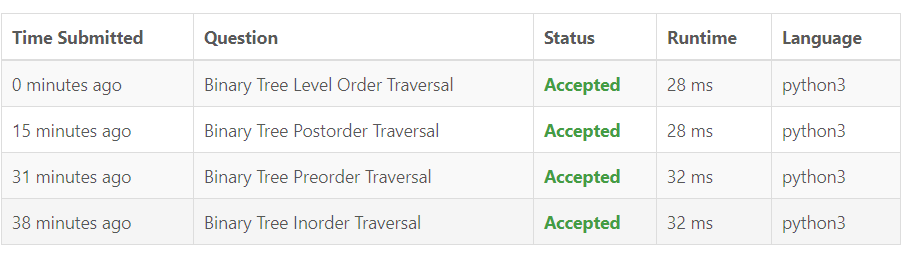 Time Submitted Question Status Runtime Language
0 minutes ago Binary Tree Level Order Traversal Accepted 28 ms python3
15 minutes ago Binary Tree Postorder Traversal Accepted 28 ms python3
31 minutes ago Binary Tree Preorder Traversal Accepted 32 ms python3
38 minutes ago Binary Tree Inorder Traversal Accepted 32 ms python3